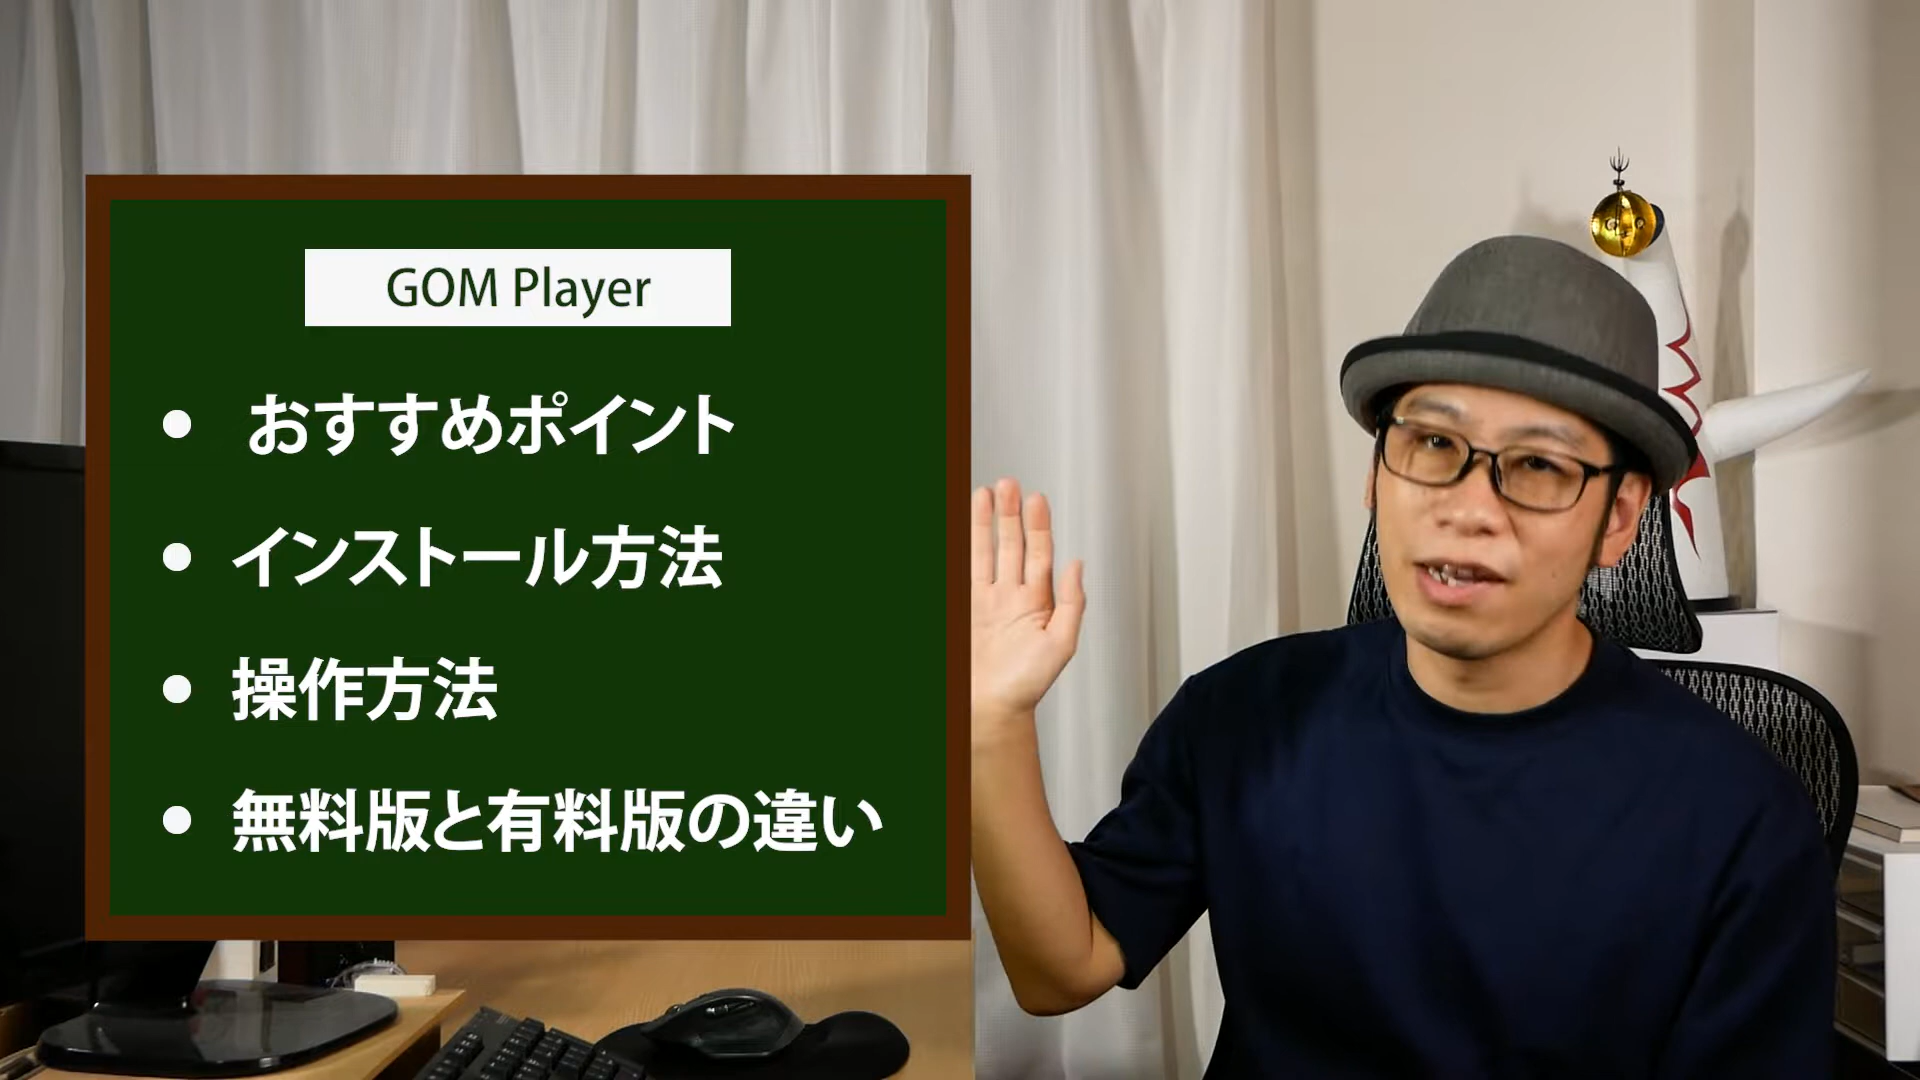 GOM Player
• おすすめポイント
• インストール方法
• 操作方法
• 無料版と有料版の違い